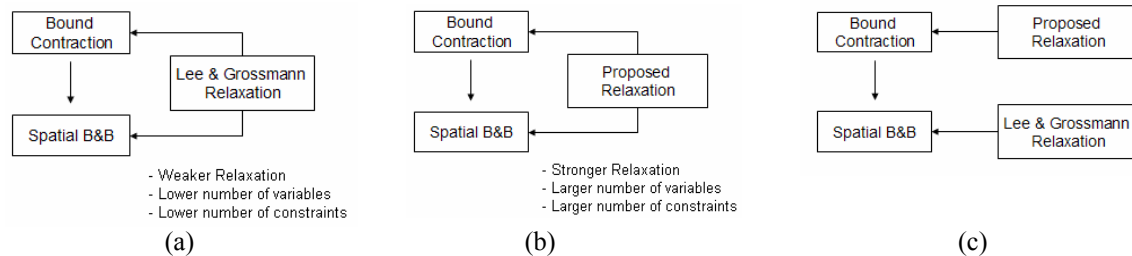 Bound
Contraction
Lee & Grossmann
Relaxation
Spatial B&B
- Weaker Relaxation
- Lower number of variables
- Lower number of constraints
(a)
Bound
Contraction
Proposed
Relaxation
Spatial B&B
- Stronger Relaxation
- Larger number of variables
- Larger number of constraints
(b)
Bound
Contraction
Proposed
Relaxation
Spatial B&B
Lee & Grossmann
Relaxation
(c)